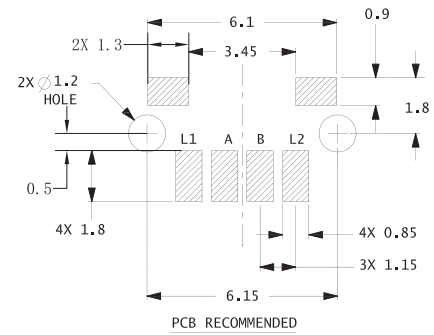 6.1
2X 1.3
3.45
0.9
2X ∅ 1.2
HOLE
1.8
L1 A B L2
0.5
4X 1.8
4X 0.85
3X 1.15
6.15
PCB RECOMMENDED